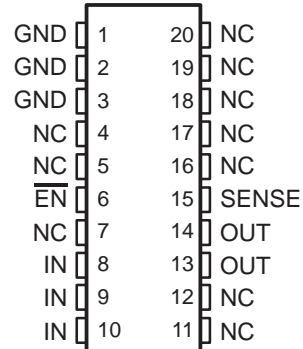 GND 1 20 NC
GND 2 19 NC
GND 3 18 NC
NC 4 17 NC
NC 5 16 NC
E̅N̅ 6 15 SENSE
NC 7 14 OUT
IN 8 13 OUT
IN 9 12 NC
IN 10 11 NC